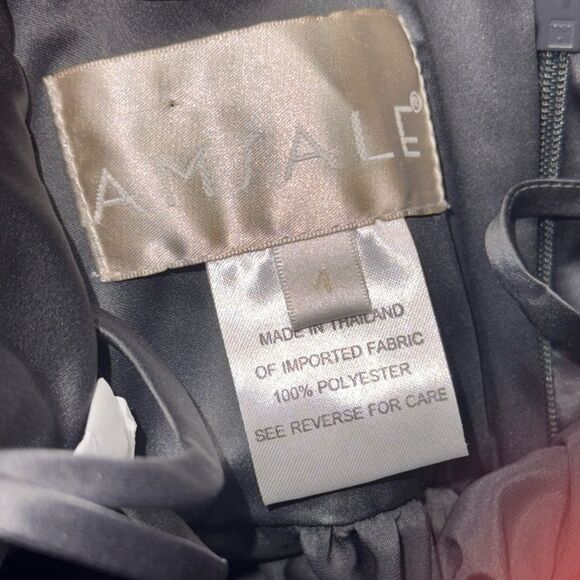 AMSALE®
4
MADE IN THAILAND
OF IMPORTED FABRIC
100% POLYESTER
SEE REVERSE FOR CARE